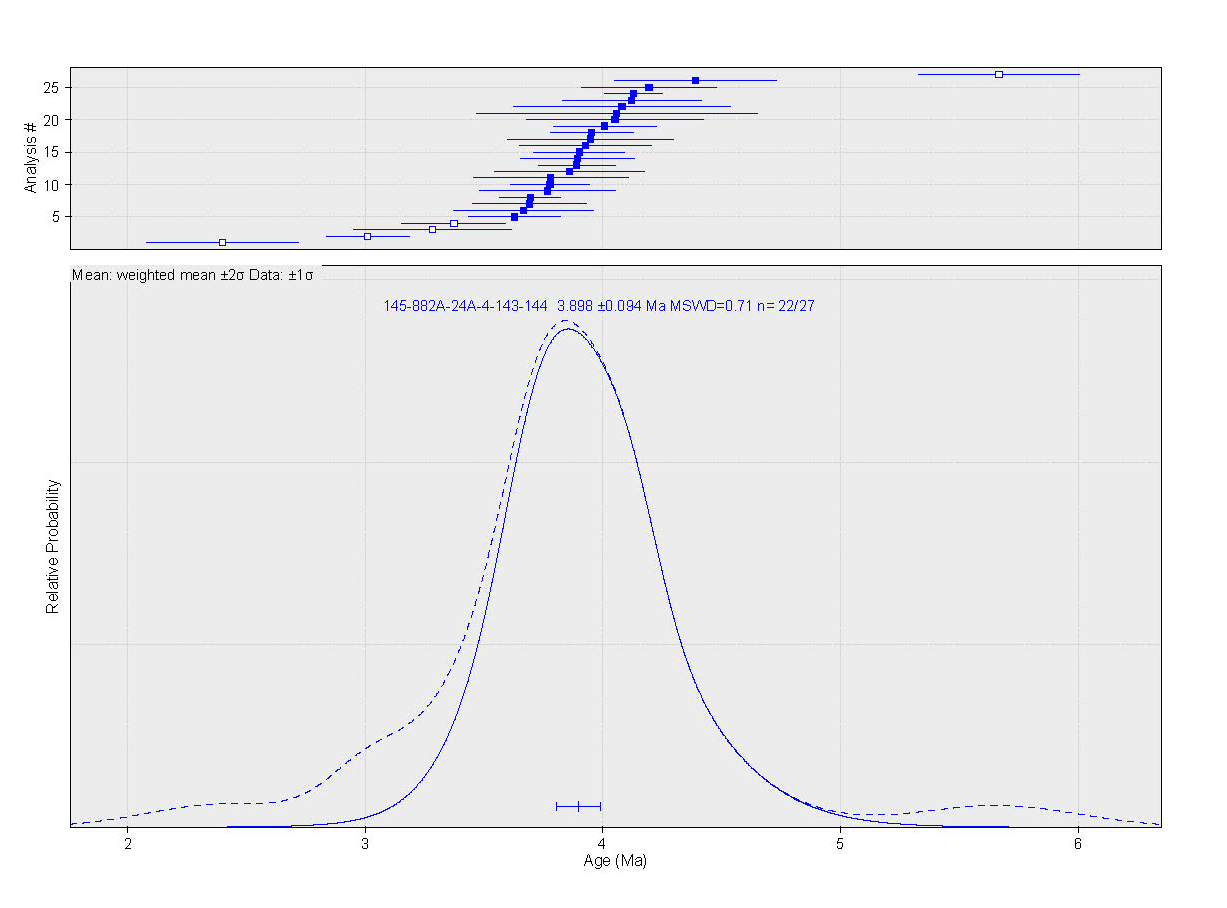 25
20
15
10
5
Analysis #
Mean: weighted mean ±2σ Data: ±1σ
145-882A-24A-4-143-144 3.898 ±0.094 Ma MSWD=0.71 n= 22/27
Relative Probability
2 3 4 5 6
Age (Ma)